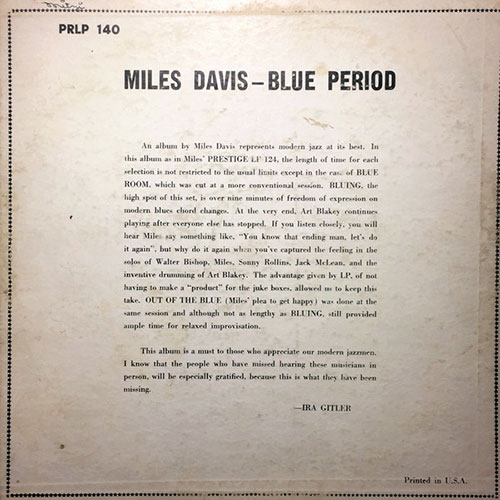 PRLP 140
MILES DAVIS – BLUE PERIOD
An album by Miles Davis represents modern jazz at its best. In
this album as in Miles' PRESTIGE LP 124, the length of time for each
selection is not restricted to the usual limits except in the case of BLUE
ROOM, which was cut at a more conventional session. BLUING, the
high spot of this set, is over nine minutes of freedom of expression on
modern blues chord changes. At the very end, Art Blakey continues
playing after everyone else has stopped. If you listen closely, you will
hear Miles say something like, "You know that ending man, let's do
it again", but why do it again when you've captured the feeling in the
solos of Walter Bishop, Miles, Sonny Rollins, Jack McLean, and the
inventive drumming of Art Blakey. The advantage given by LP, of not
having to make a "product" for the juke boxes, allowed us to keep this
take. OUT OF THE BLUE (Miles' plea to get happy) was done at the
same session and although not as lengthy as BLUING, still provided
ample time for relaxed improvisation.
This album is a must to those who appreciate our modern jazzmen.
I know that the people who have missed hearing these musicians in
person, will be especially gratified, because this is what they have been
missing.
—IRA GITLER
Printed in U.S.A.